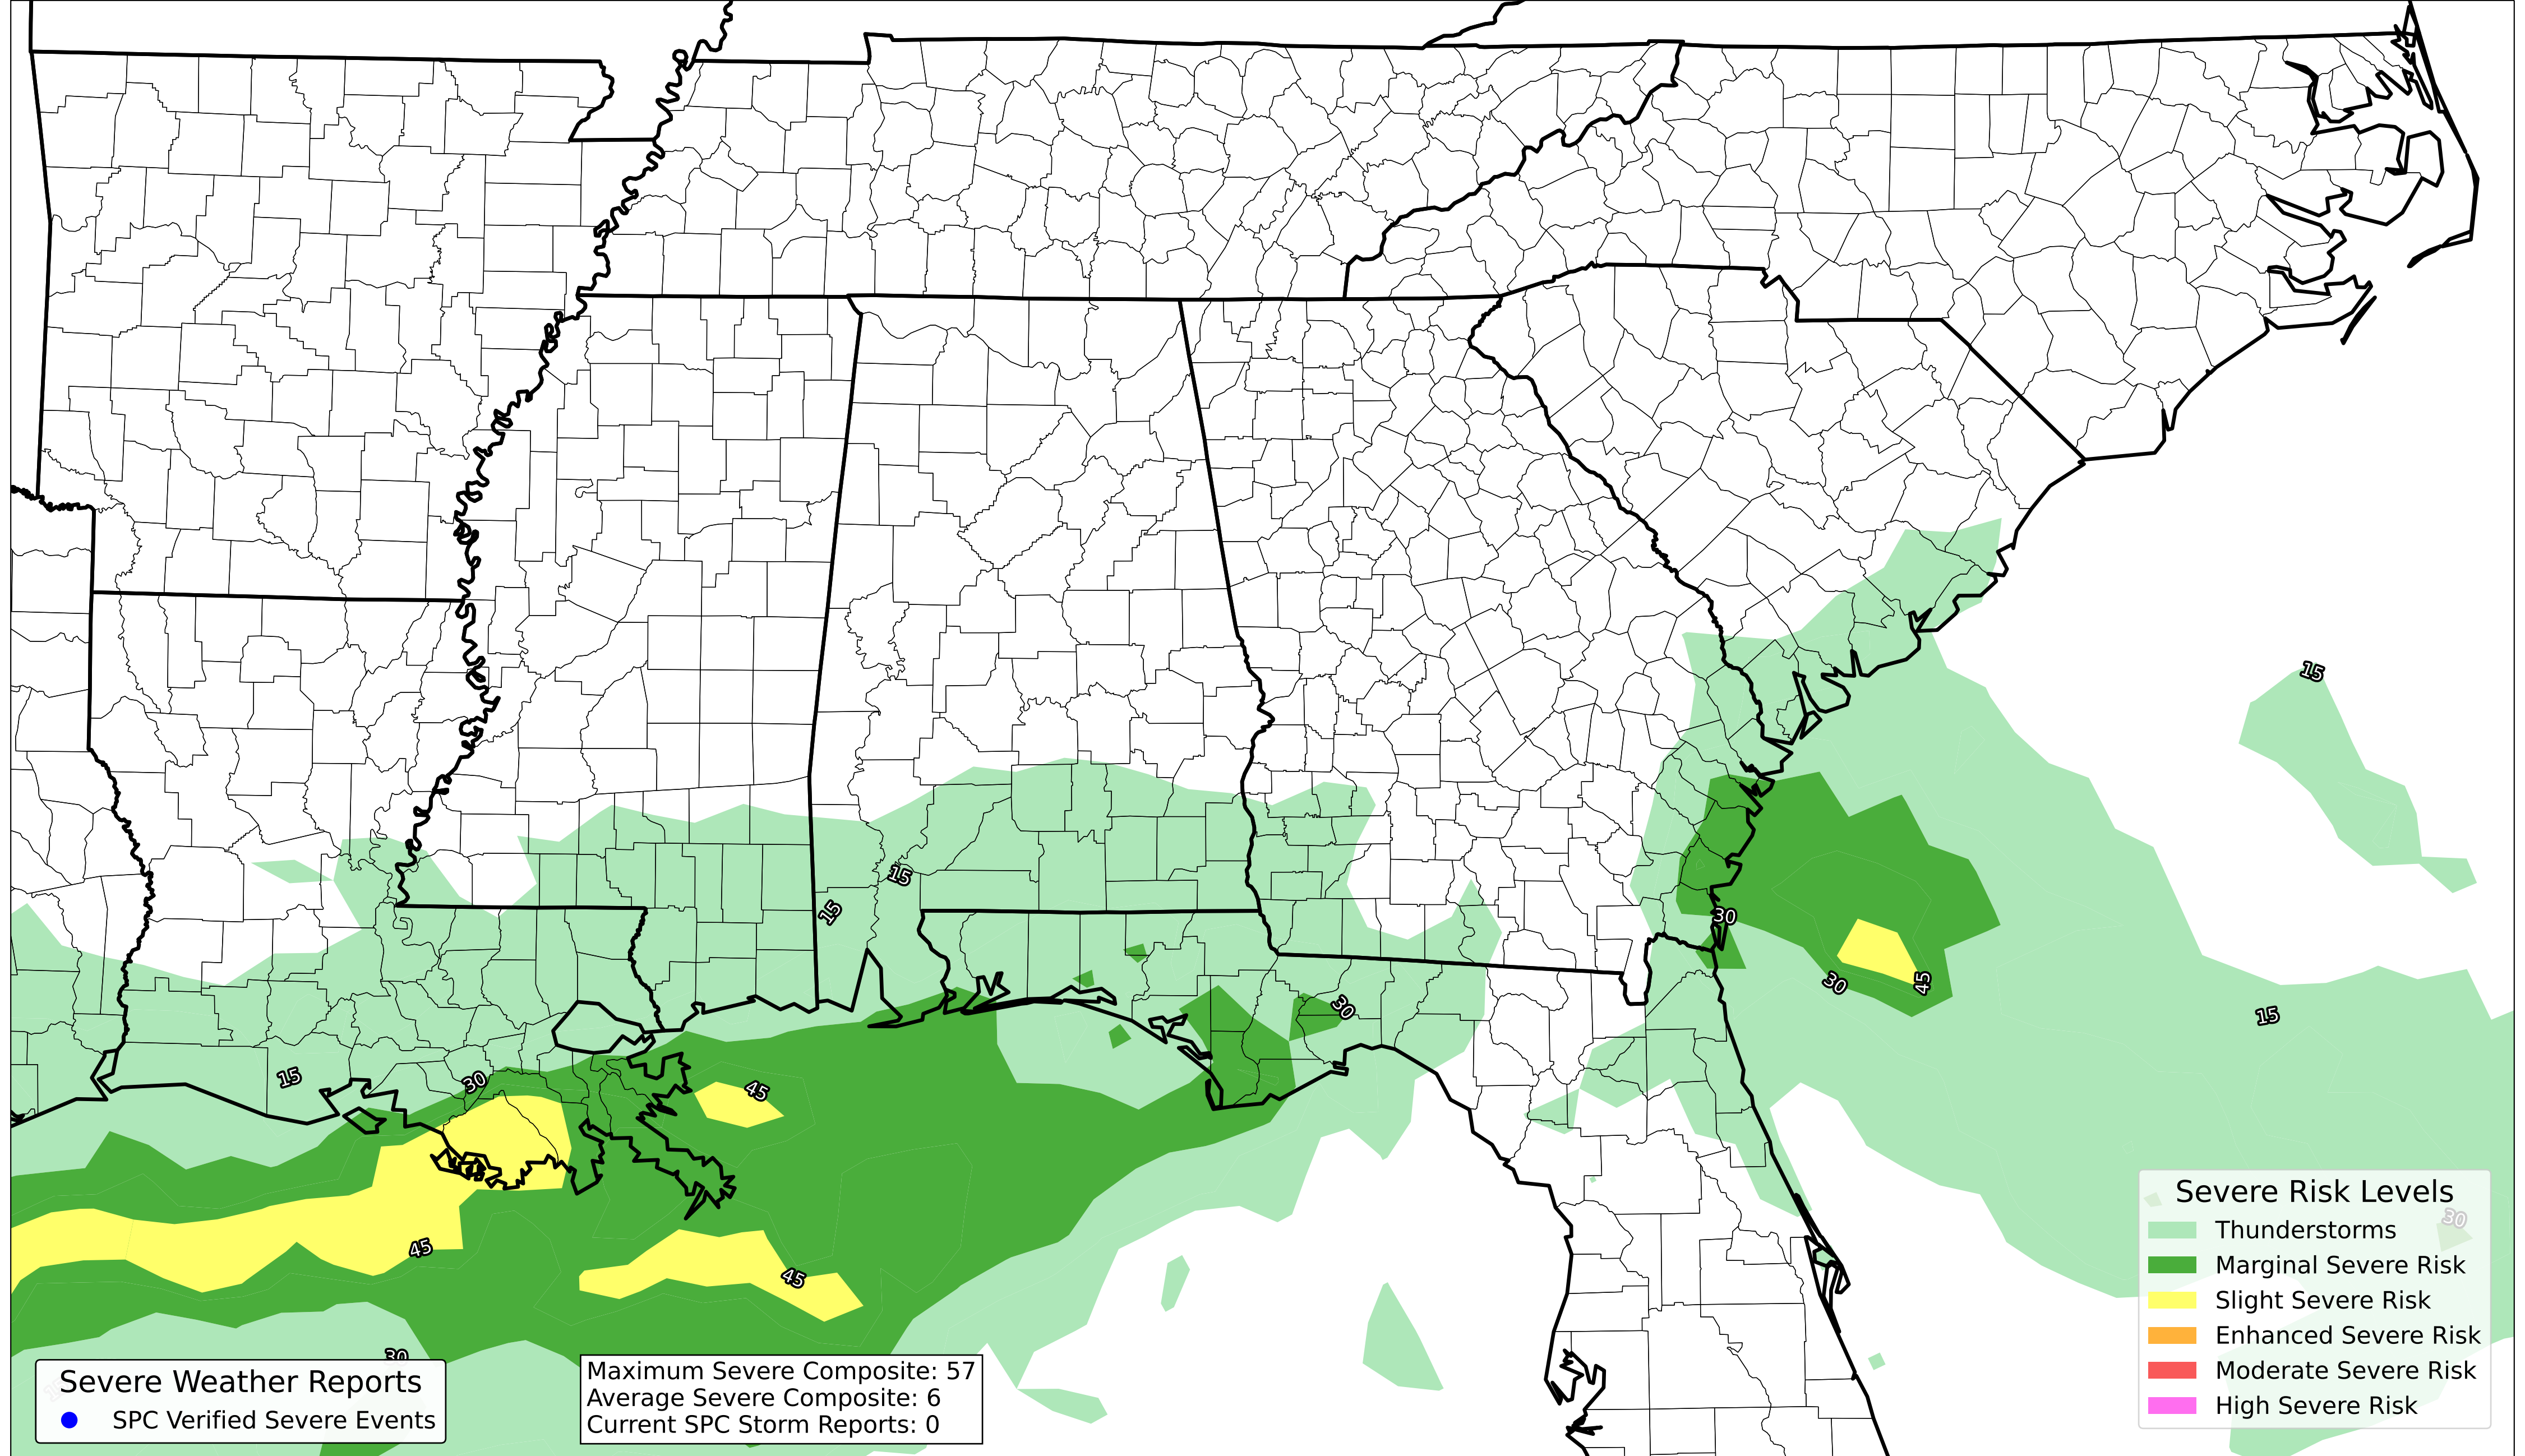 15
15
15
30
45
30
15
30
15
30
45
45
45
30
Severe Risk Levels
Thunderstorms
Marginal Severe Risk
Slight Severe Risk
Enhanced Severe Risk
Moderate Severe Risk
High Severe Risk
30
Severe Weather Reports
SPC Verified Severe Events
Maximum Severe Composite: 57
Average Severe Composite: 6
Current SPC Storm Reports: 0